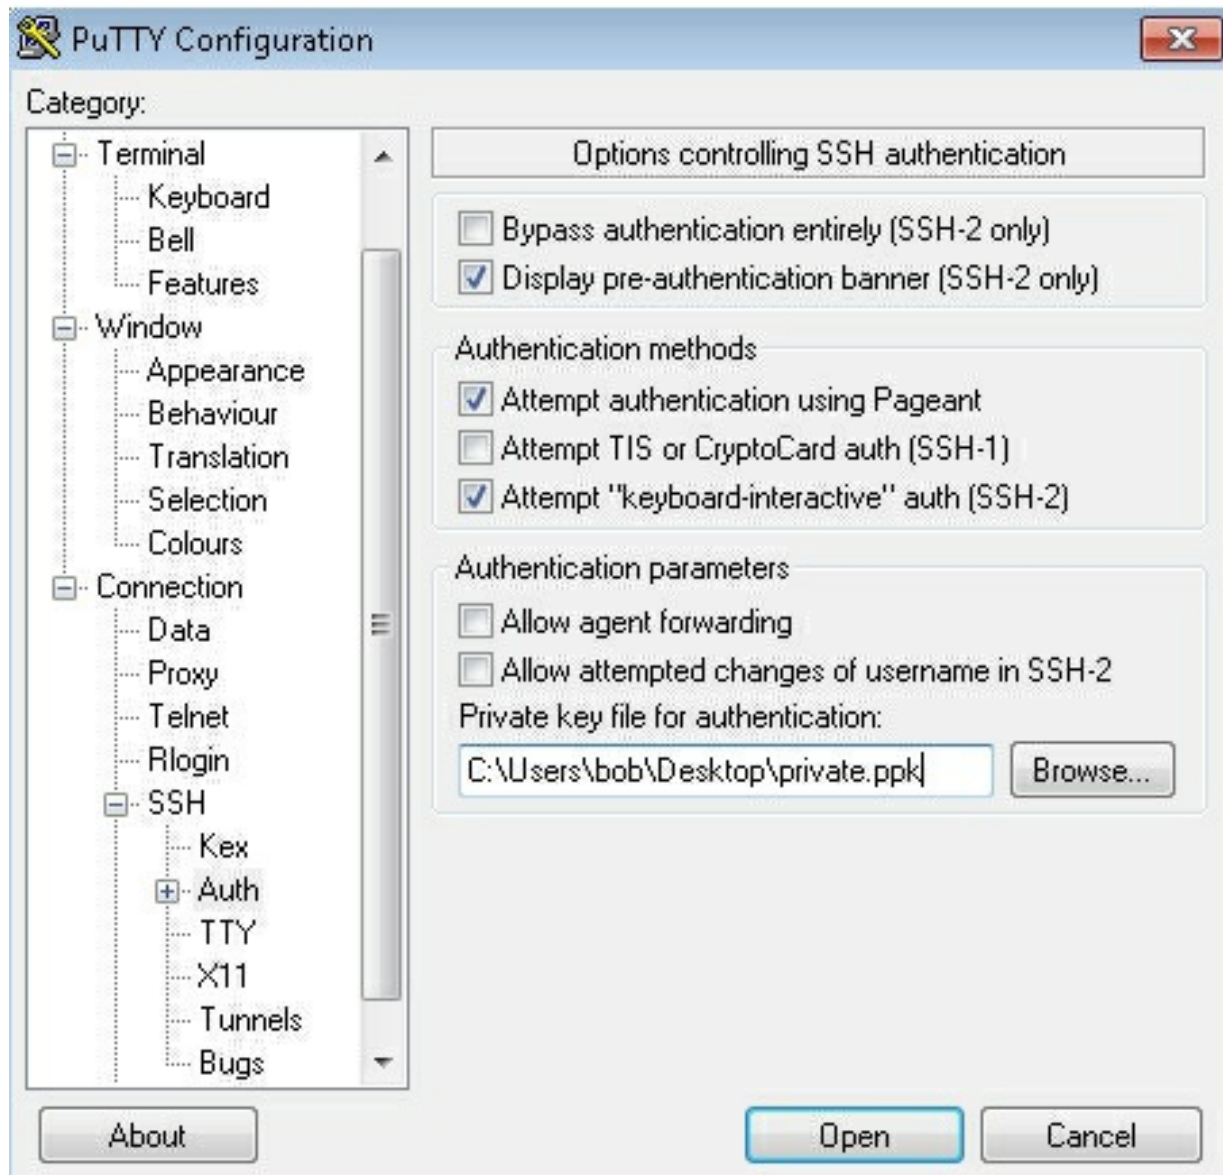 PuTTY Configuration
Category:
Terminal
Keyboard
Bell
Features
Window
Appearance
Behaviour
Translation
Selection
Colours
Connection
Data
Proxy
Telnet
Rlogin
SSH
Kex
Auth
TTY
X11
Tunnels
Bugs
Options controlling SSH authentication
Bypass authentication entirely (SSH-2 only)
Display pre-authentication banner (SSH-2 only)
Authentication methods
Attempt authentication using Pageant
Attempt TIS or CryptoCard auth (SSH-1)
Attempt "keyboard-interactive" auth (SSH-2)
Authentication parameters
Allow agent forwarding
Allow attempted changes of username in SSH-2
Private key file for authentication:
C:\Users\bob\Desktop\private.ppk
Browse...
About
Open
Cancel